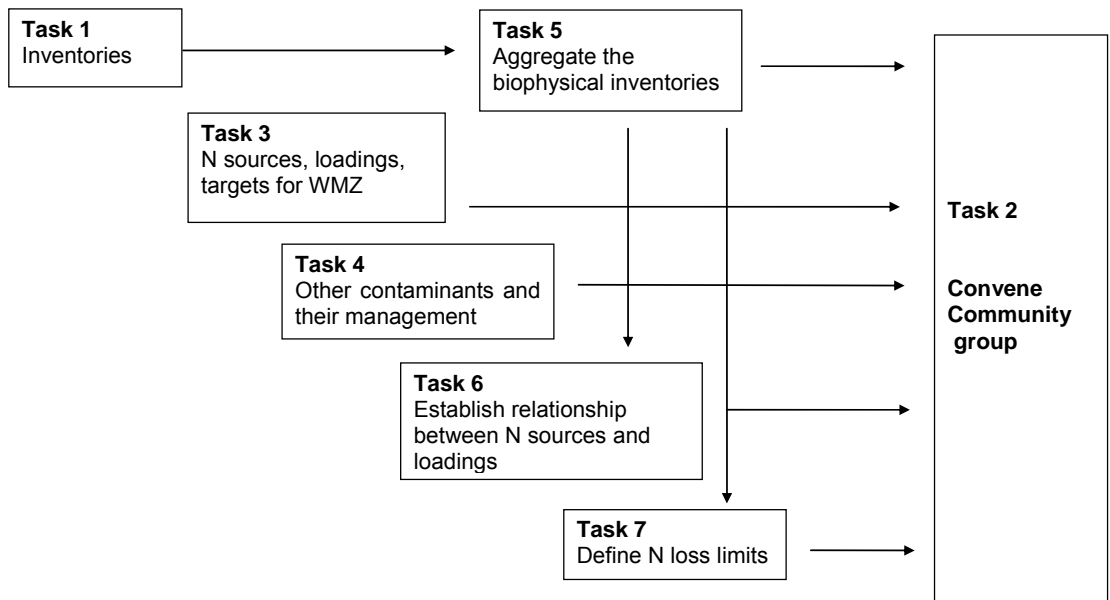 Task 1
Inventories
Task 5
Aggregate the
biophysical inventories
Task 3
N sources, loadings,
targets for WMZ
Task 4
Other contaminants and
their management
Task 6
Establish relationship
between N sources and
loadings
Task 7
Define N loss limits
Task 2
Convene
Community
group